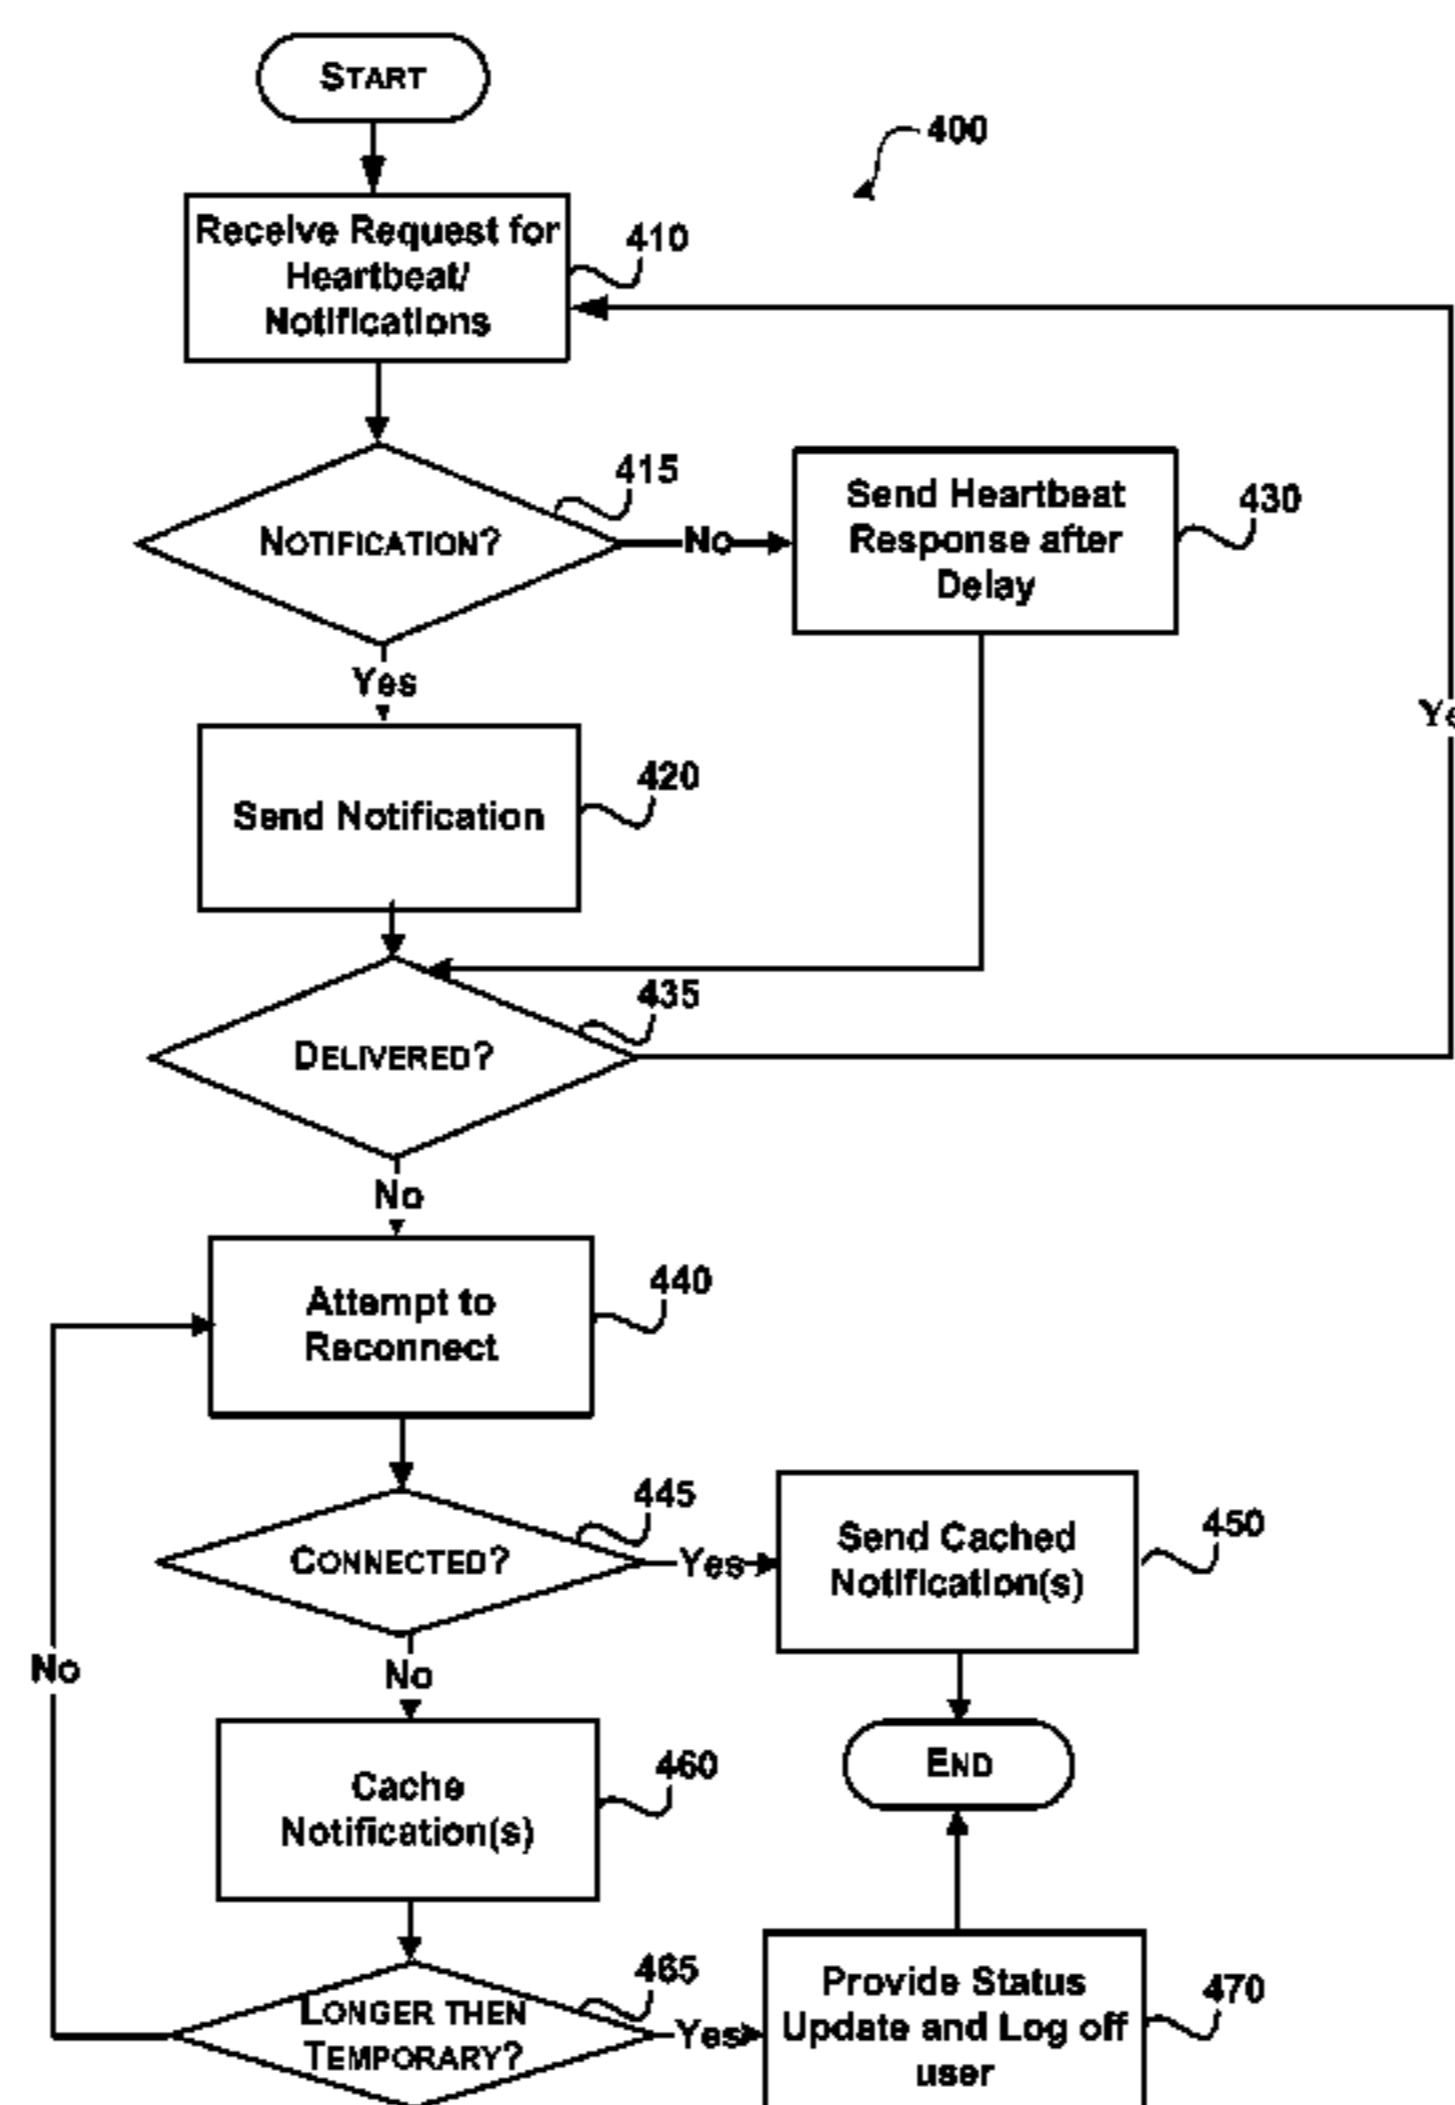 START
400
Receive Request for
Heartbeat/
Notifications
410
NOTIFICATION?
415
No
Send Heartbeat
Response after
Delay
430
Yes
Send Notification
420
DELIVERED?
435
No
Attempt to
Reconnect
440
CONNECTED?
445
Yes
Send Cached
Notification(s)
450
No
No
Cache
Notification(s)
460
END
LONGER THEN
TEMPORARY?
465
Yes
Provide Status
Update and Log off
user
470